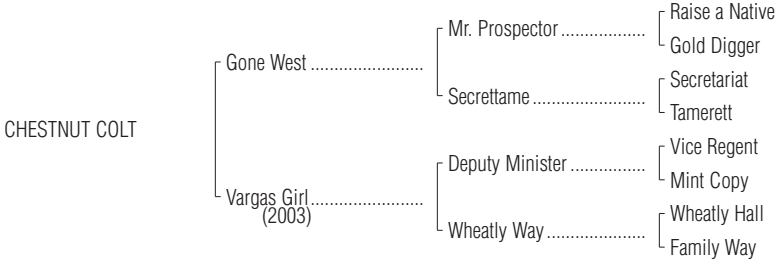 Raise a Native
Mr. Prospector ....................
Gold Digger
Gone West ........................
Secretariat
Secrettame ..........................
Tamerett
CHESTNUT COLT
Vice Regent
Deputy Minister .................
Mint Copy
Vargas Girl ........................
(2003)
Wheatly Hall
Wheatly Way ......................
Family Way